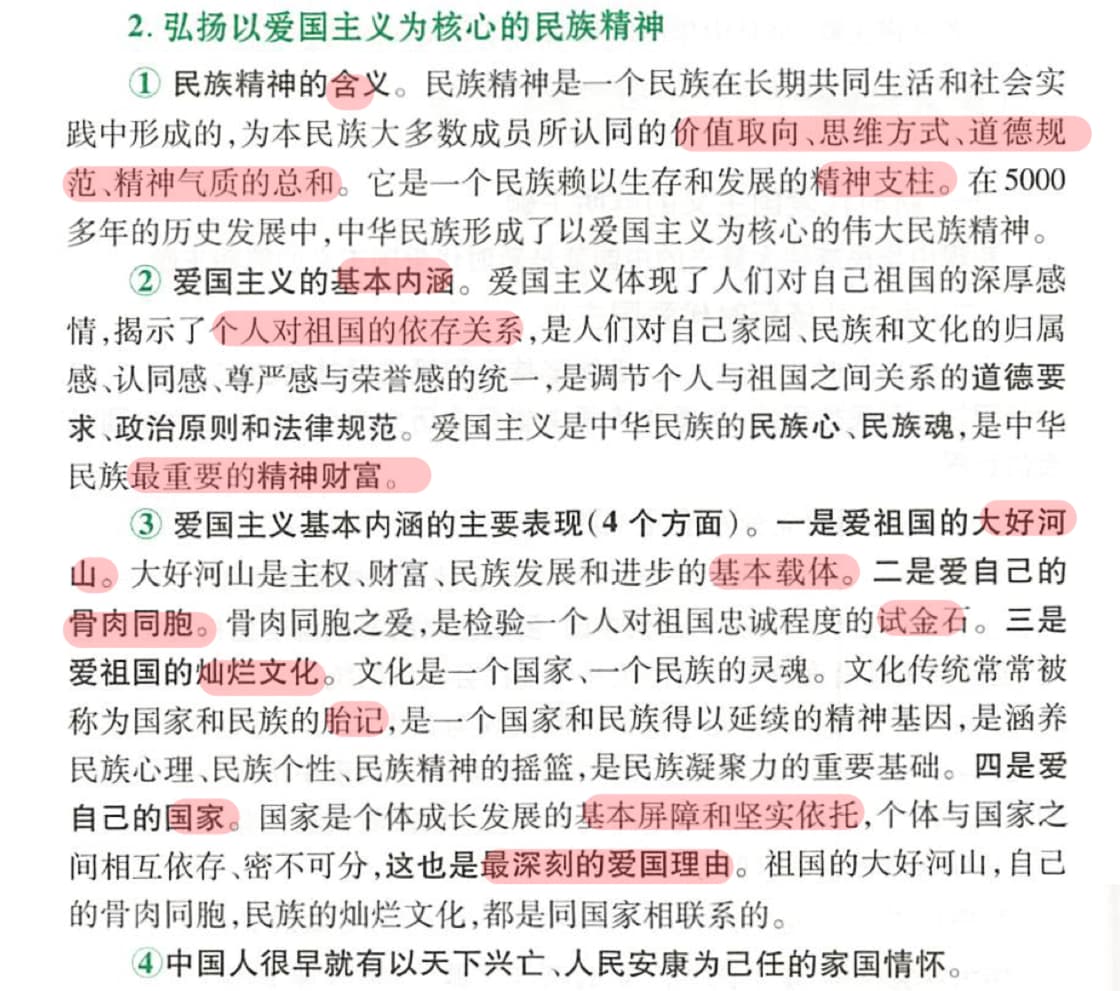 2. 弘扬以爱国主义为核心的民族精神
① 民族精神的含义。民族精神是一个民族在长期共同生活和社会实
践中形成的,为本民族大多数成员所认同的价值取向、思维方式、道德规
范、精神气质的总和。它是一个民族赖以生存和发展的精神支柱。在 5000
多年的历史发展中,中华民族形成了以爱国主义为核心的伟大民族精神。
② 爱国主义的基本内涵。爱国主义体现了人们对自己祖国的深厚感
情,揭示了个人对祖国的依存关系,是人们对自己家园、民族和文化的归属
感、认同感、尊严感与荣誉感的统一,是调节个人与祖国之间关系的道德要
求、政治原则和法律规范。爱国主义是中华民族的民族心、民族魂,是中华
民族最重要的精神财富。
③ 爱国主义基本内涵的主要表现(4 个方面)。一是爱祖国的大好河
山。大好河山是主权、财富、民族发展和进步的基本载体。二是爱自己的
骨肉同胞。骨肉同胞之爱,是检验一个人对祖国忠诚程度的试金石。三是
爱祖国的灿烂文化。文化是一个国家、一个民族的灵魂。文化传统常常被
称为国家和民族的胎记,是一个国家和民族得以延续的精神基因,是涵养
民族心理、民族个性、民族精神的摇篮,是民族凝聚力的重要基础。四是爱
自己的国家。国家是个体成长发展的基本屏障和坚实依托,个体与国家之
间相互依存、密不可分,这也是最深刻的爱国理由。祖国的大好河山,自己
的骨肉同胞,民族的灿烂文化,都是同国家相联系的。
④中国人很早就有以天下兴亡、人民安康为己任的家国情怀。